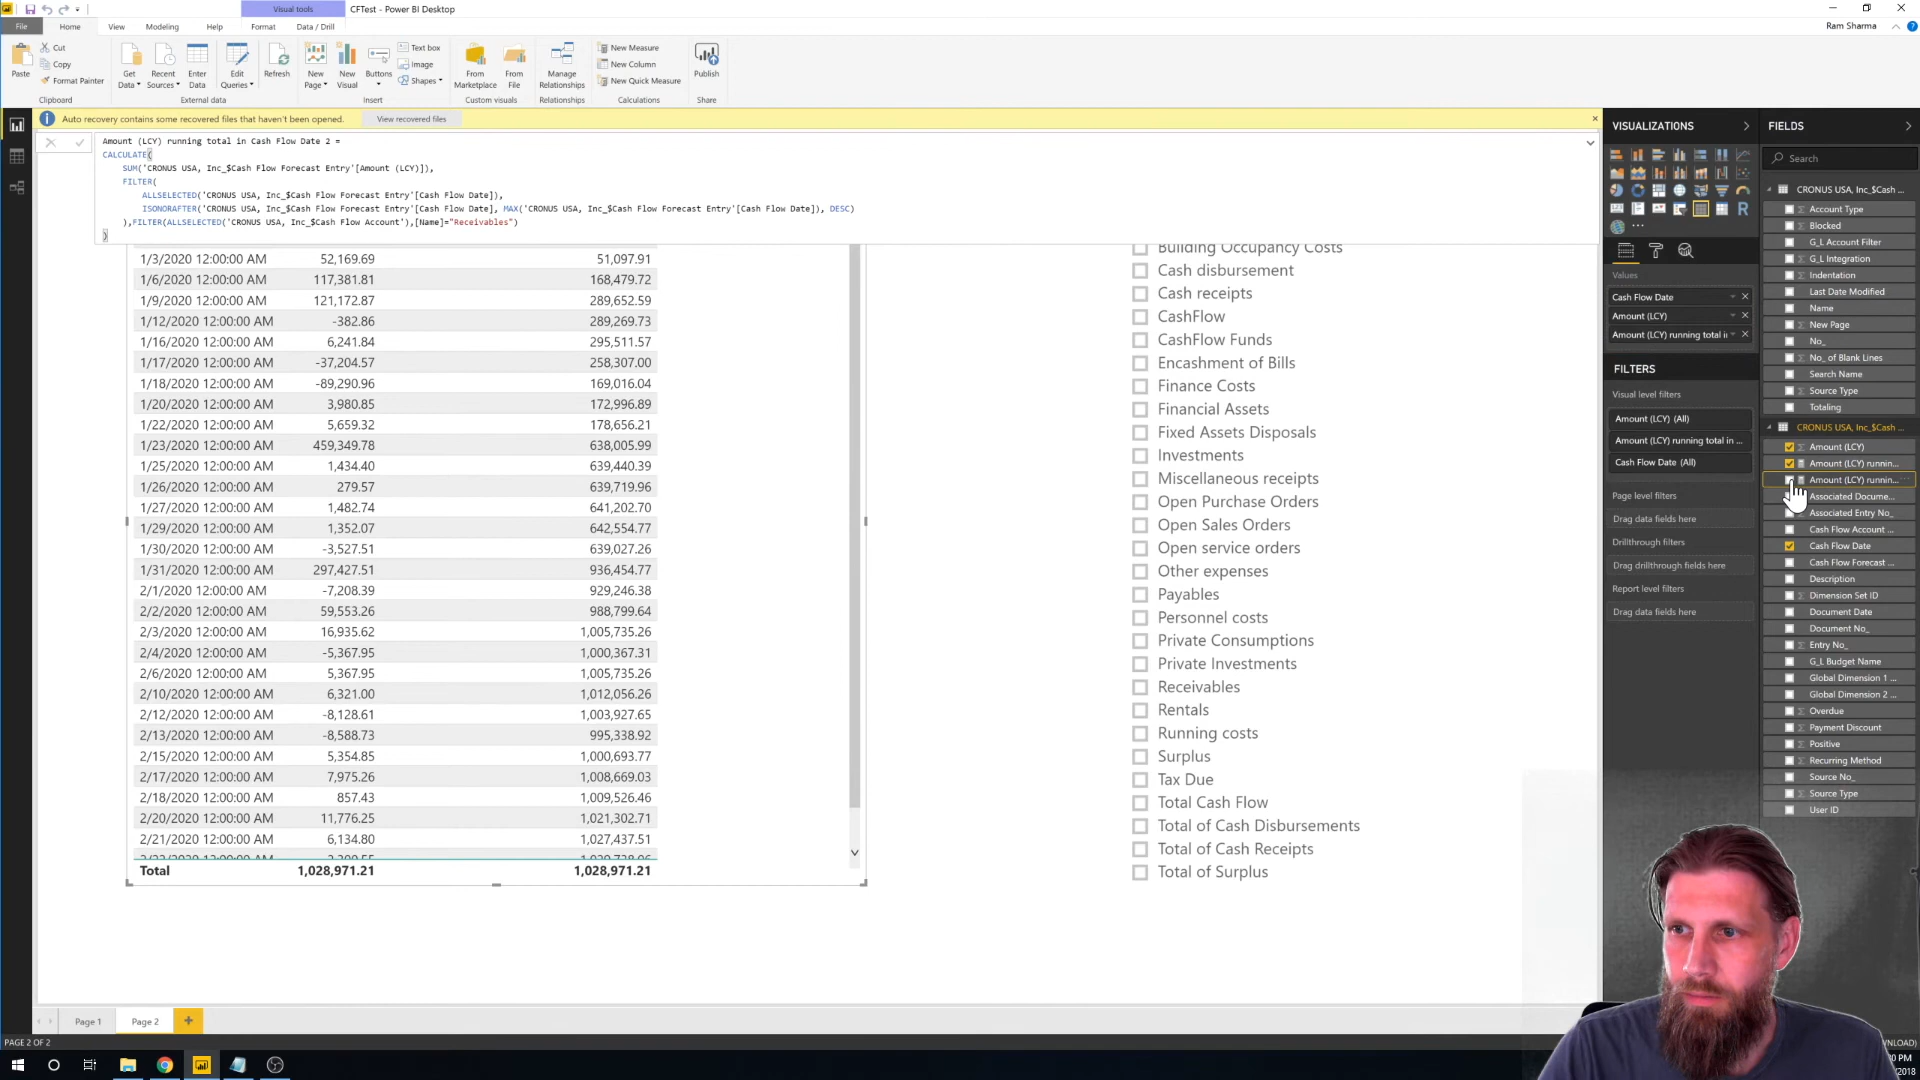 Visual tools
CFTest - Power BI Desktop
File
Home
View
Modeling
Help
Format
Data / Drill
Ram Sharma
Paste
Cut
Copy
Format Painter
Clipboard
Get Data
Recent Sources
Enter Data
External data
Edit Queries
Refresh
New Page
New Visual
Buttons
Text box
Image
Shapes
Insert
From Marketplace
From File
Custom visuals
Manage Relationships
Relationships
New Measure
New Column
New Quick Measure
Calculations
Publish
Share
Auto recovery contains some recovered files that haven't been opened.
View recovered files
Amount (LCY) running total in Cash Flow Date 2 =
CALCULATE(
SUM('CRONUS USA, Inc_$Cash Flow Forecast Entry'[Amount (LCY)]),
FILTER(
ALLSELECTED('CRONUS USA, Inc_$Cash Flow Forecast Entry'[Cash Flow Date]),
ISONORAFTER('CRONUS USA, Inc_$Cash Flow Forecast Entry'[Cash Flow Date], MAX('CRONUS USA, Inc_$Cash Flow Forecast Entry'[Cash Flow Date]), DESC)
),FILTER(ALLSELECTED('CRONUS USA, Inc_$Cash Flow Account'),[Name]="Receivables")
)
1/3/2020 12:00:00 AM 52,169.69 51,097.91
1/6/2020 12:00:00 AM 117,381.81 168,479.72
1/9/2020 12:00:00 AM 121,172.87 289,652.59
1/12/2020 12:00:00 AM -382.86 289,269.73
1/16/2020 12:00:00 AM 6,241.84 295,511.57
1/17/2020 12:00:00 AM -37,204.57 258,307.00
1/18/2020 12:00:00 AM -89,290.96 169,016.04
1/20/2020 12:00:00 AM 3,980.85 172,996.89
1/22/2020 12:00:00 AM 5,659.32 178,656.21
1/23/2020 12:00:00 AM 459,349.78 638,005.99
1/25/2020 12:00:00 AM 1,434.40 639,440.39
1/26/2020 12:00:00 AM 279.57 639,719.96
1/27/2020 12:00:00 AM 1,482.74 641,202.70
1/29/2020 12:00:00 AM 1,352.07 642,554.77
1/30/2020 12:00:00 AM -3,527.51 639,027.26
1/31/2020 12:00:00 AM 297,427.51 936,454.77
2/1/2020 12:00:00 AM -7,208.39 929,246.38
2/2/2020 12:00:00 AM 59,553.26 988,799.64
2/3/2020 12:00:00 AM 16,935.62 1,005,735.26
2/4/2020 12:00:00 AM -5,367.95 1,000,367.31
2/6/2020 12:00:00 AM 5,367.95 1,005,735.26
2/10/2020 12:00:00 AM 6,321.00 1,012,056.26
2/12/2020 12:00:00 AM -8,128.61 1,003,927.65
2/13/2020 12:00:00 AM -8,588.73 995,338.92
2/15/2020 12:00:00 AM 5,354.85 1,000,693.77
2/17/2020 12:00:00 AM 7,975.26 1,008,669.03
2/18/2020 12:00:00 AM 857.43 1,009,526.46
2/20/2020 12:00:00 AM 11,776.25 1,021,302.71
2/21/2020 12:00:00 AM 6,134.80 1,027,437.51
Total 1,028,971.21 1,028,971.21
Building Occupancy Costs
Cash disbursement
Cash receipts
CashFlow
CashFlow Funds
Encashment of Bills
Finance Costs
Financial Assets
Fixed Assets Disposals
Investments
Miscellaneous receipts
Open Purchase Orders
Open Sales Orders
Open service orders
Other expenses
Payables
Personnel costs
Private Consumptions
Private Investments
Receivables
Rentals
Running costs
Surplus
Tax Due
Total Cash Flow
Total of Cash Disbursements
Total of Cash Receipts
Total of Surplus
VISUALIZATIONS
R
Values
Cash Flow Date
Amount (LCY)
Amount (LCY) running total i
FILTERS
Visual level filters
Amount (LCY) (All)
Amount (LCY) running total in ...
Cash Flow Date (All)
Page level filters
Drag data fields here
Drillthrough filters
Drag drillthrough fields here
Report level filters
Drag data fields here
FIELDS
Search
CRONUS USA, Inc_$Cash ...
Account Type
Blocked
G_L Account Filter
G_L Integration
Indentation
Last Date Modified
Name
New Page
No_
No_ of Blank Lines
Search Name
Source Type
Totaling
CRONUS USA, Inc_$Cash ...
Amount (LCY)
Amount (LCY) runnin...
Amount (LCY) runnin...
Associated Docume...
Associated Entry No_
Cash Flow Account ...
Cash Flow Date
Cash Flow Forecast ...
Description
Dimension Set ID
Document Date
Document No_
Entry No_
G_L Budget Name
Global Dimension 1 ...
Global Dimension 2 ...
Overdue
Payment Discount
Positive
Recurring Method
Source No_
Source Type
User ID
Page 1
Page 2
PAGE 2 OF 2